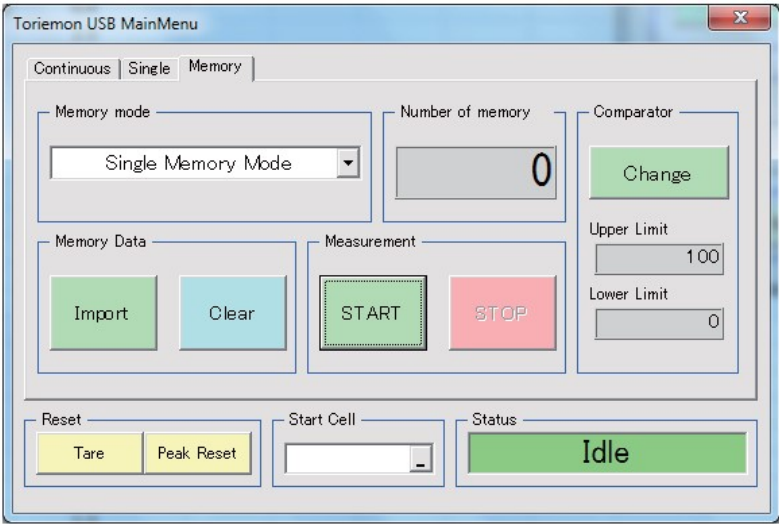 Toriemon USB MainMenu
x
Continuous Single Memory
Memory mode
Single Memory Mode
Number of memory
0
Comparator
Change
Upper Limit
100
Lower Limit
0
Memory Data
Import Clear
Measurement
START STOP
Reset
Tare Peak Reset
Start Cell
_
Status
Idle